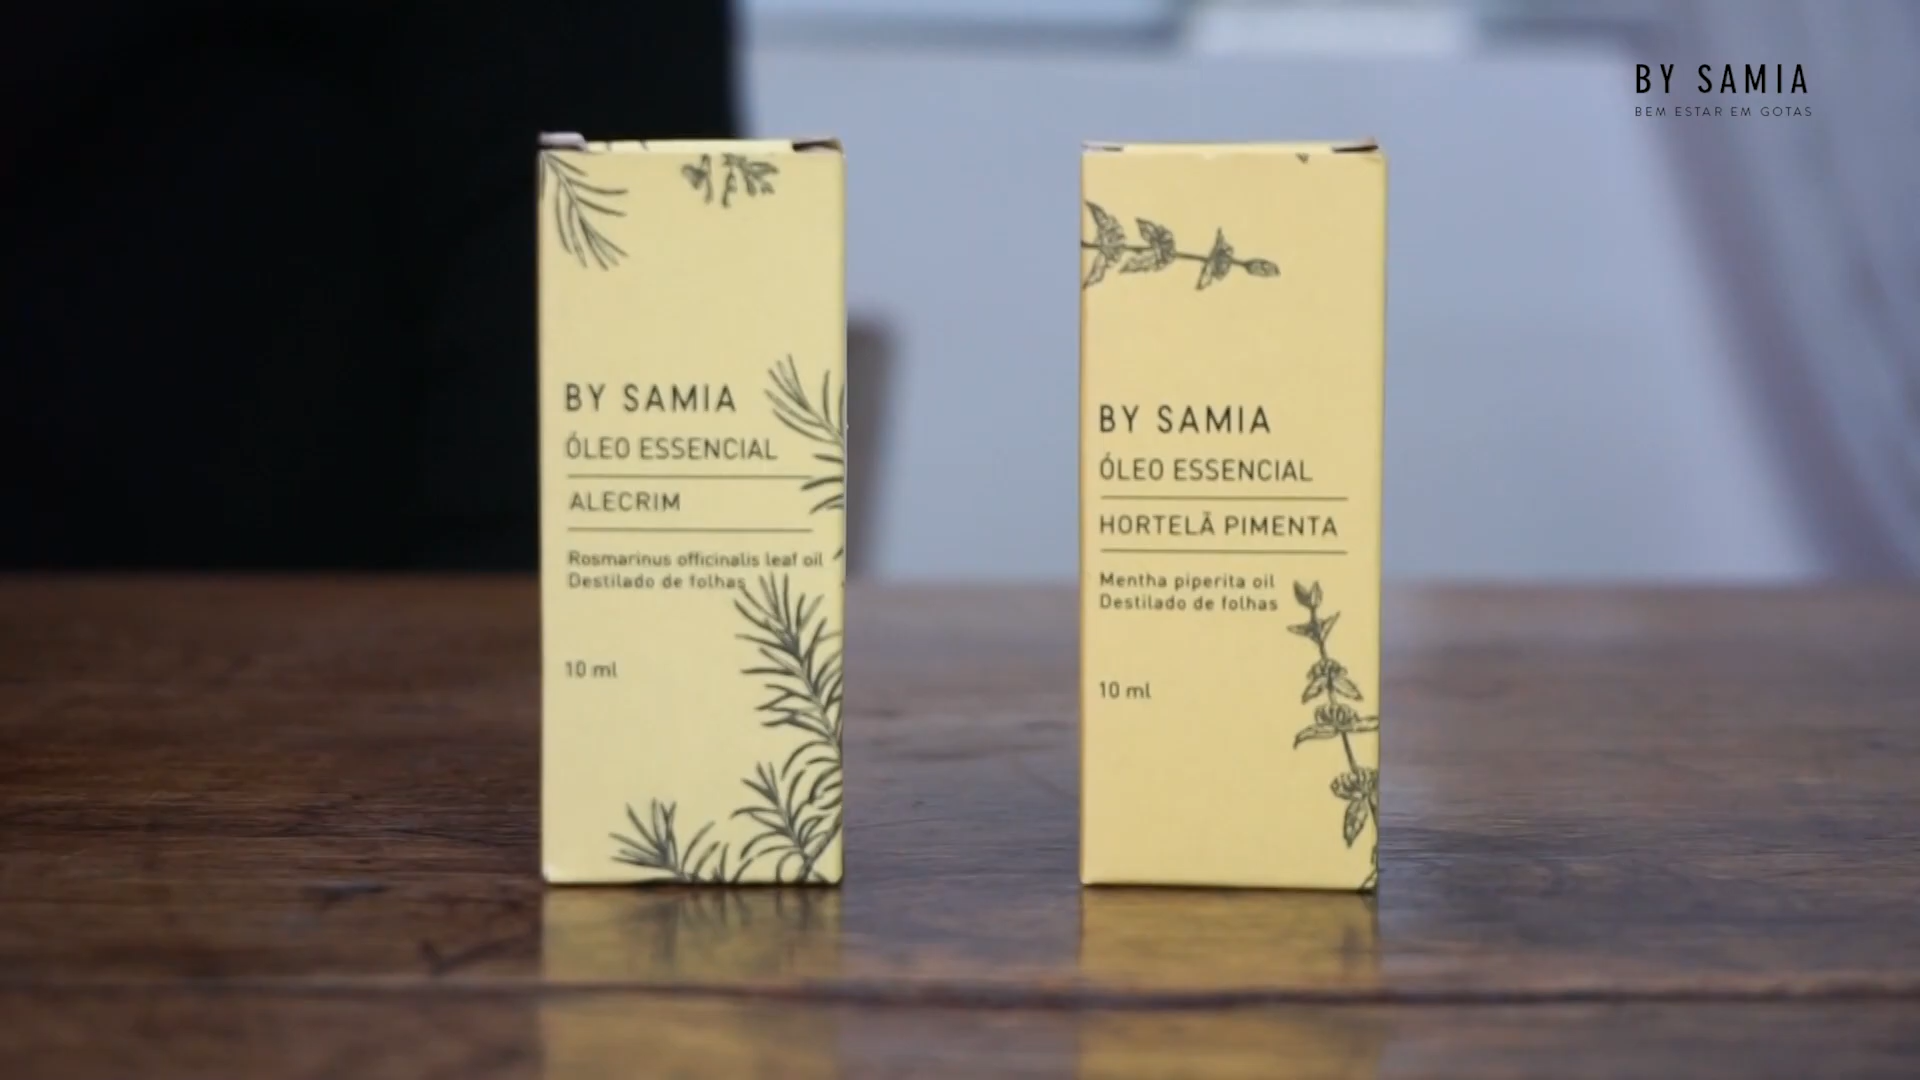 BY SAMIA
BEM ESTAR EM GOTAS
BY SAMIA
ÓLEO ESSENCIAL
ALECRIM
Rosmarinus officinalis leaf oil
Destilado de folhas
10 ml
BY SAMIA
ÓLEO ESSENCIAL
HORTELÃ PIMENTA
Mentha piperita oil
Destilado de folhas
10 ml